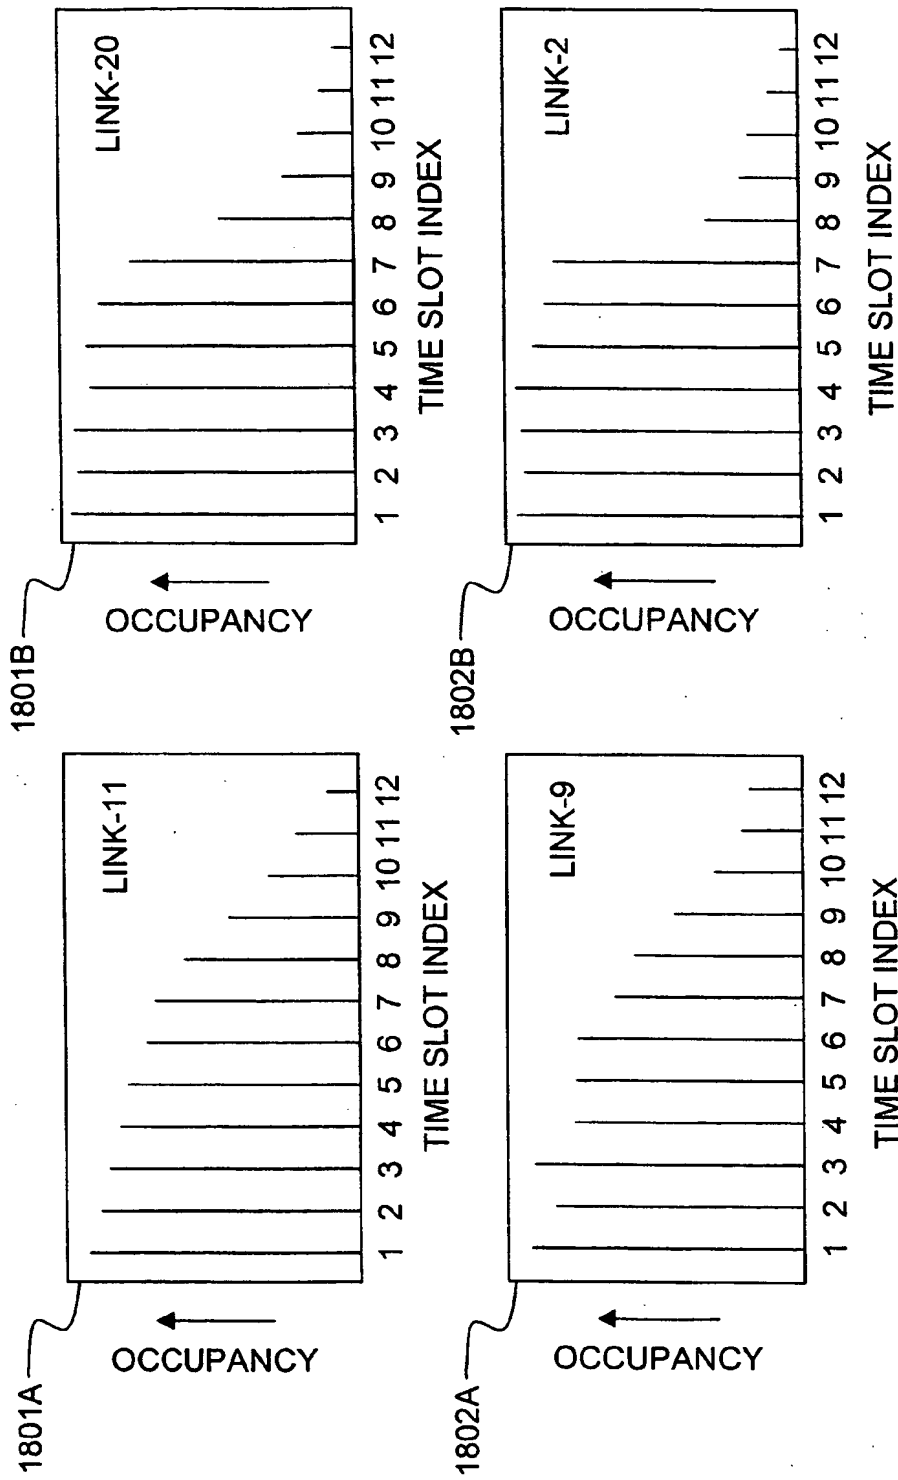 1801A
LINK-11
OCCUPANCY
1 2 3 4 5 6 7 8 9 10 11 12
TIME SLOT INDEX
1801B
LINK-20
OCCUPANCY
1 2 3 4 5 6 7 8 9 10 11 12
TIME SLOT INDEX
1802A
LINK-9
OCCUPANCY
1 2 3 4 5 6 7 8 9 10 11 12
TIME SLOT INDEX
1802B
LINK-2
OCCUPANCY
1 2 3 4 5 6 7 8 9 10 11 12
TIME SLOT INDEX